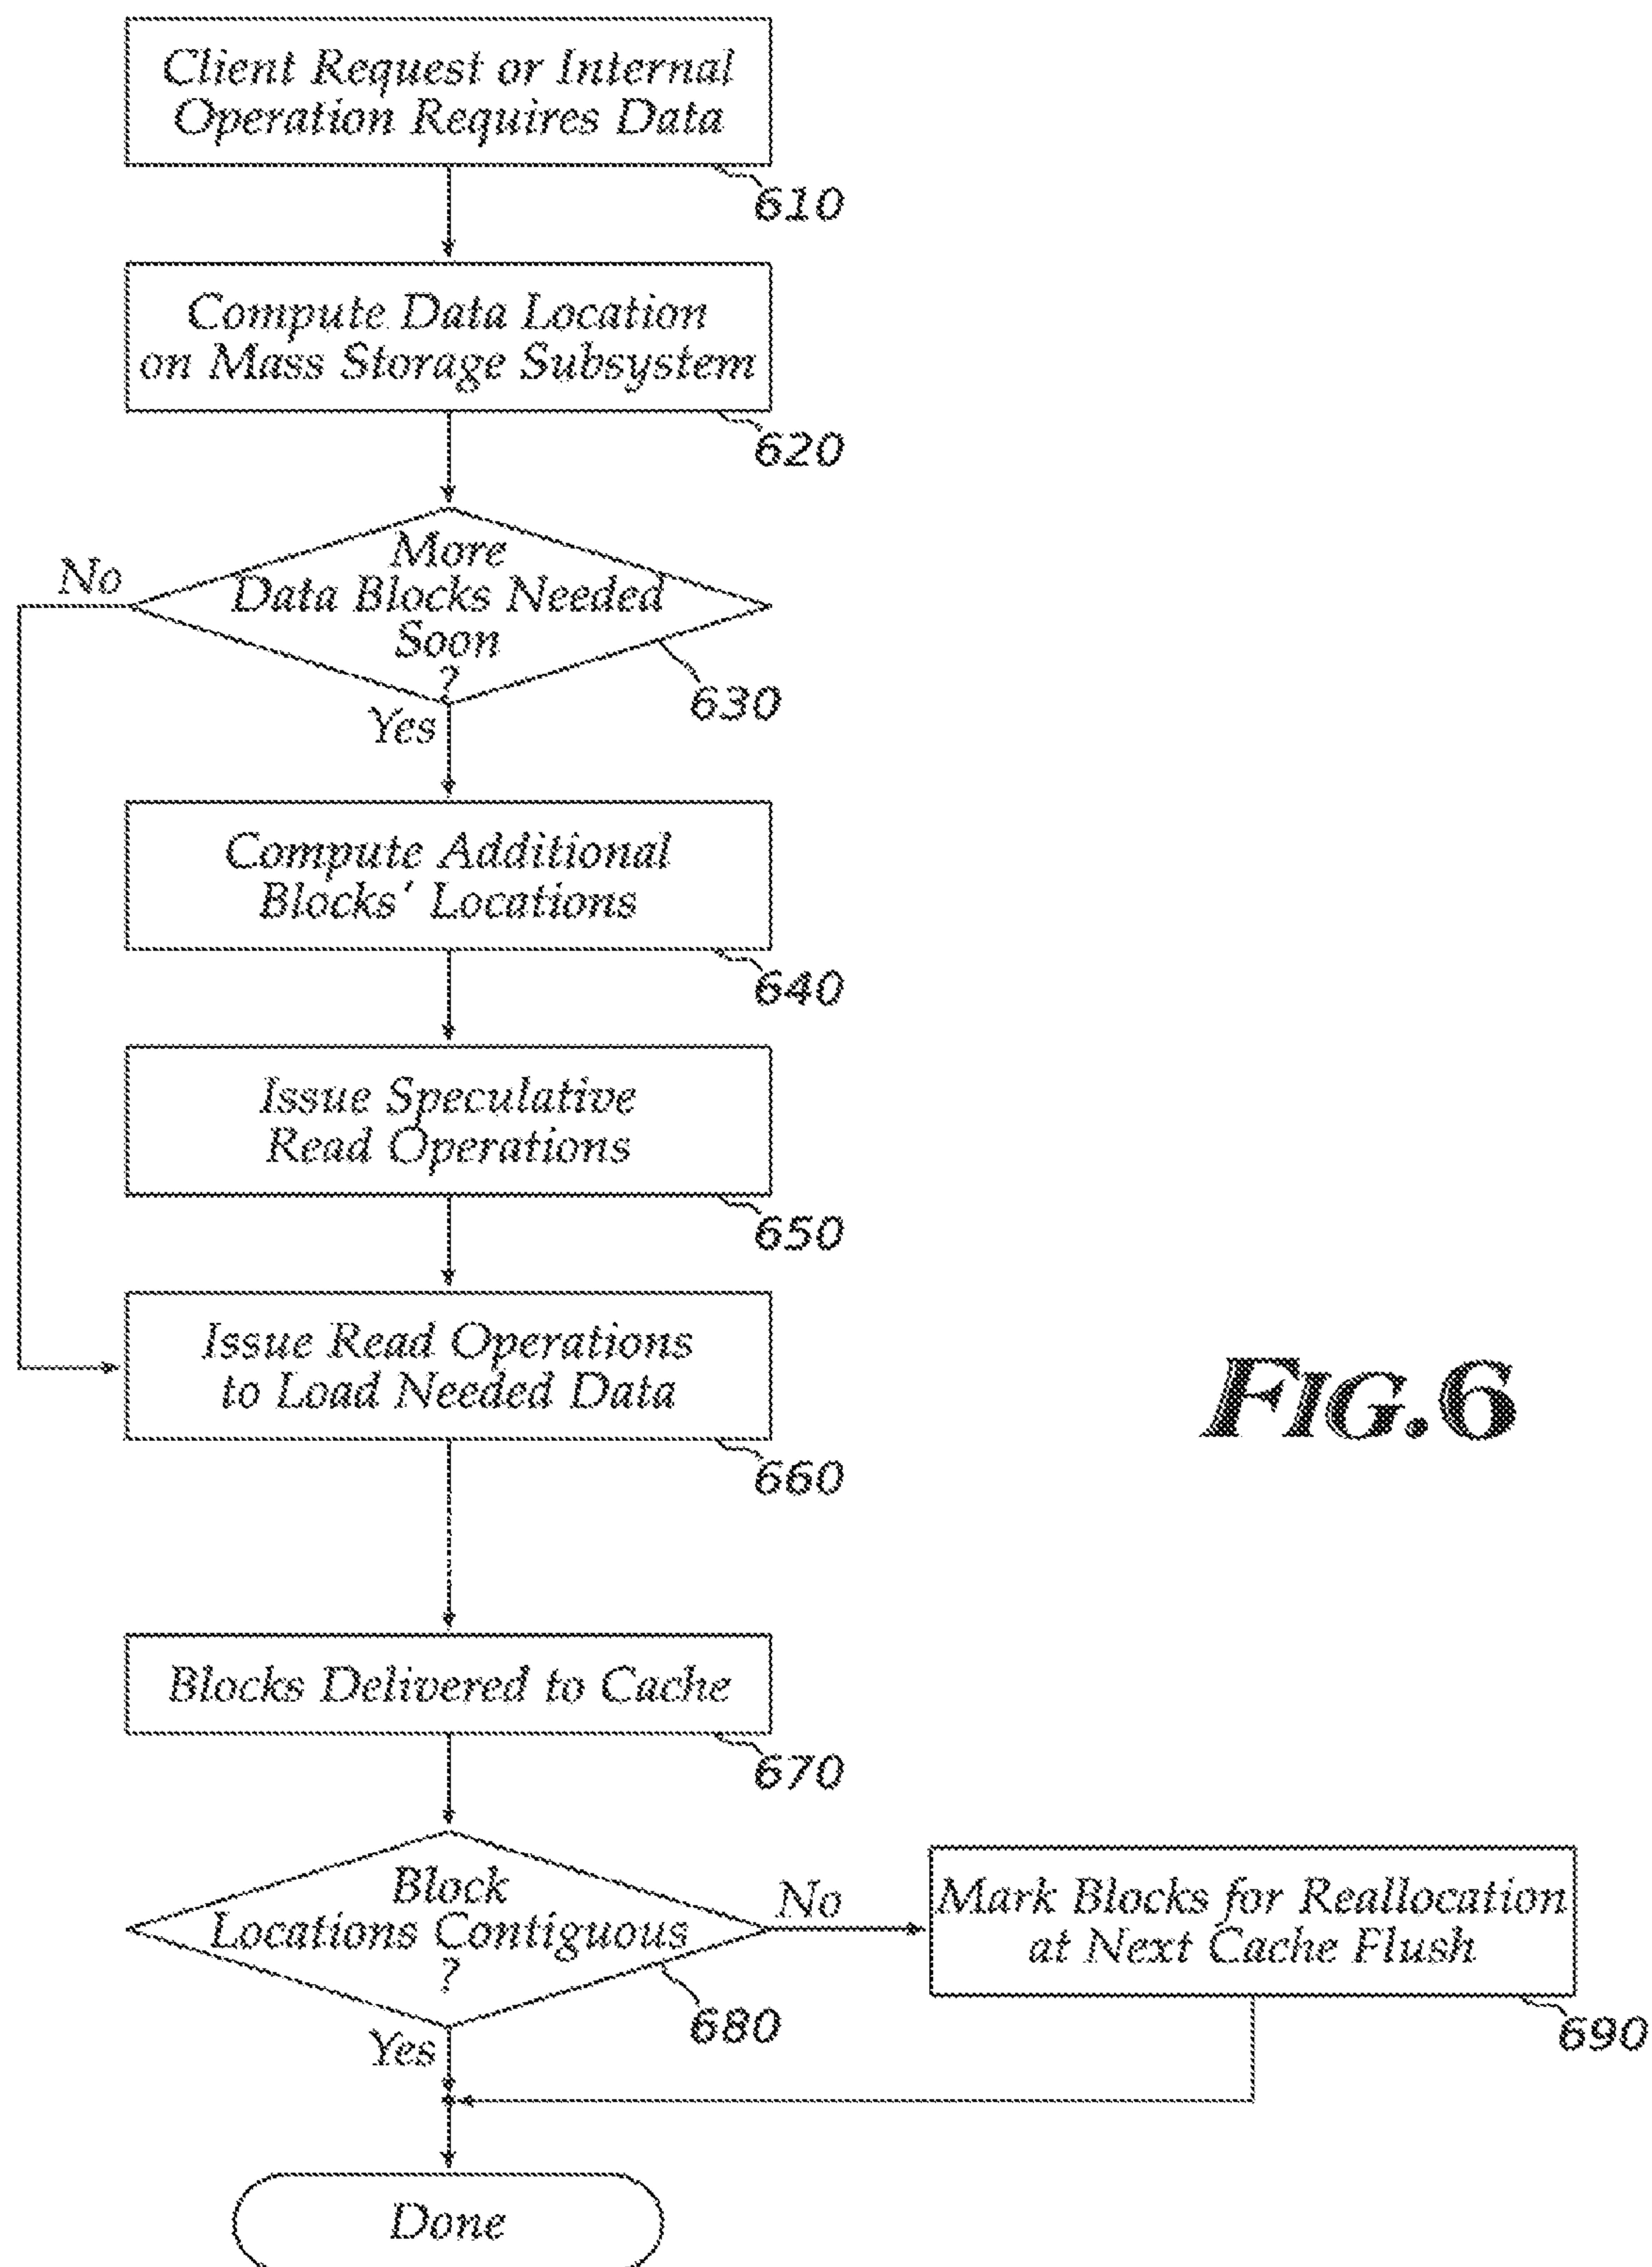 Client Request or Internal
Operation Requires Data
610
Compute Data Location
on Mass Storage Subsystem
620
More
Data Blocks Needed
Soon
?
No
630
Yes
Compute Additional
Blocks' Locations
640
Issue Speculative
Read Operations
650
Issue Read Operations
to Load Needed Data
660
FIG.6
Blocks Delivered to Cache
670
Block
Locations Contiguous
?
No
680
Yes
Mark Blocks for Reallocation
at Next Cache Flush
690
Done